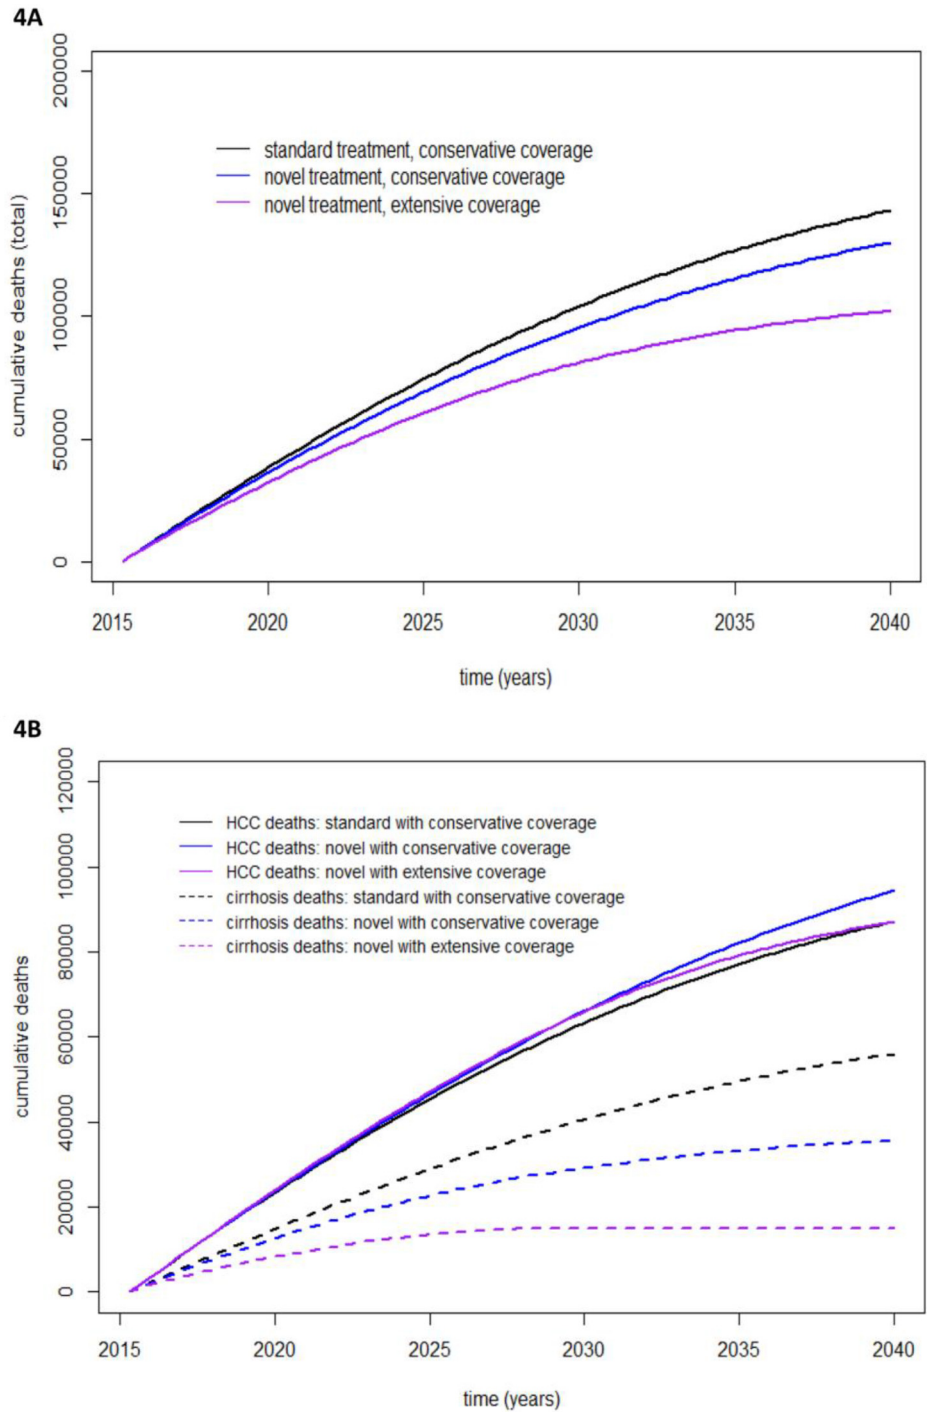 4A
cumulative deaths (total)
200000
150000
1000000
50000
0
standard treatment, conservative coverage
novel treatment, conservative coverage
novel treatment, extensive coverage
2015 2020 2025 2030 2035 2040
time (years)
4B
cumulative deaths
120000
100000
80000
60000
40000
20000
0
HCC deaths: standard with conservative coverage
HCC deaths: novel with conservative coverage
HCC deaths: novel with extensive coverage
cirrhosis deaths: standard with conservative coverage
cirrhosis deaths: novel with conservative coverage
cirrhosis deaths: novel with extensive coverage
2015 2020 2025 2030 2035 2040
time (years)